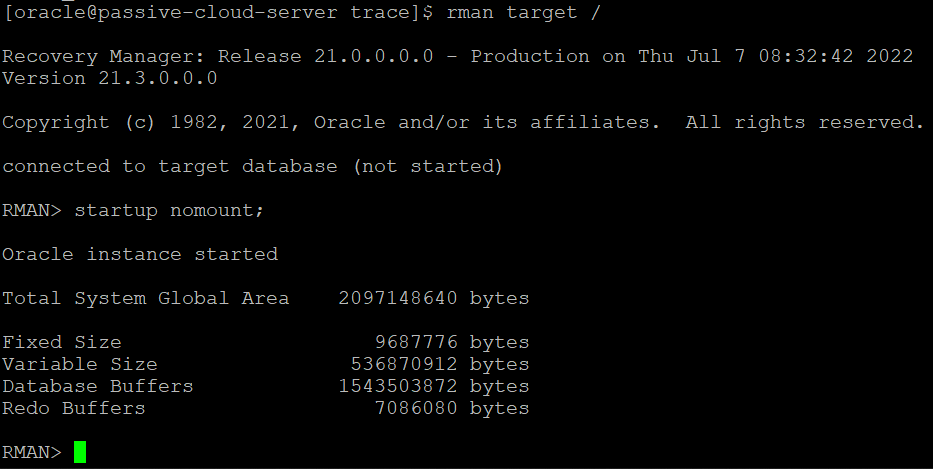 [oracle@passive-cloud-server trace]$ rman target /
Recovery Manager: Release 21.0.0.0.0 - Production on Thu Jul 7 08:32:42 2022
Version 21.3.0.0.0
Copyright (c) 1982, 2021, Oracle and/or its affiliates.  All rights reserved.
connected to target database (not started)
RMAN> startup nomount;
Oracle instance started
Total System Global Area    2097148640 bytes
Fixed Size                     9687776 bytes
Variable Size                536870912 bytes
Database Buffers            1543503872 bytes
Redo Buffers                   7086080 bytes
RMAN>